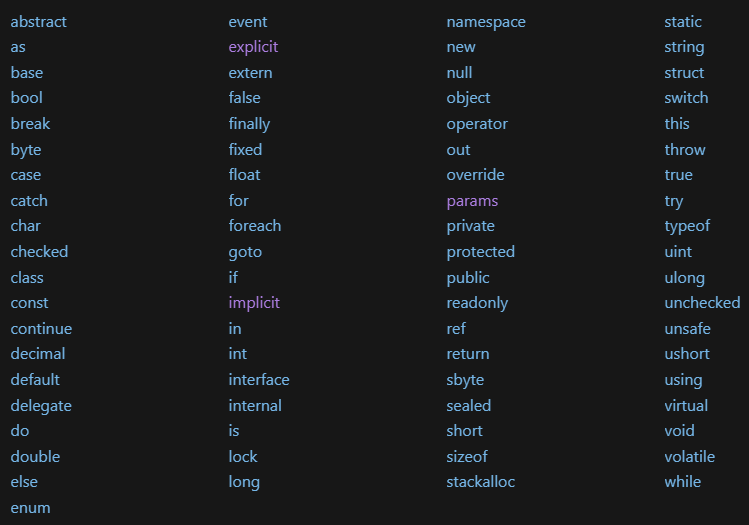 abstract
as
base
bool
break
byte
case
catch
char
checked
class
const
continue
decimal
default
delegate
do
double
else
enum
event
explicit
extern
false
finally
fixed
float
for
foreach
goto
if
implicit
in
int
interface
internal
is
lock
long
namespace
new
null
object
operator
out
override
params
private
protected
public
readonly
ref
return
sbyte
sealed
short
sizeof
stackalloc
static
string
struct
switch
this
throw
true
try
typeof
uint
ulong
unchecked
unsafe
ushort
using
virtual
void
volatile
while